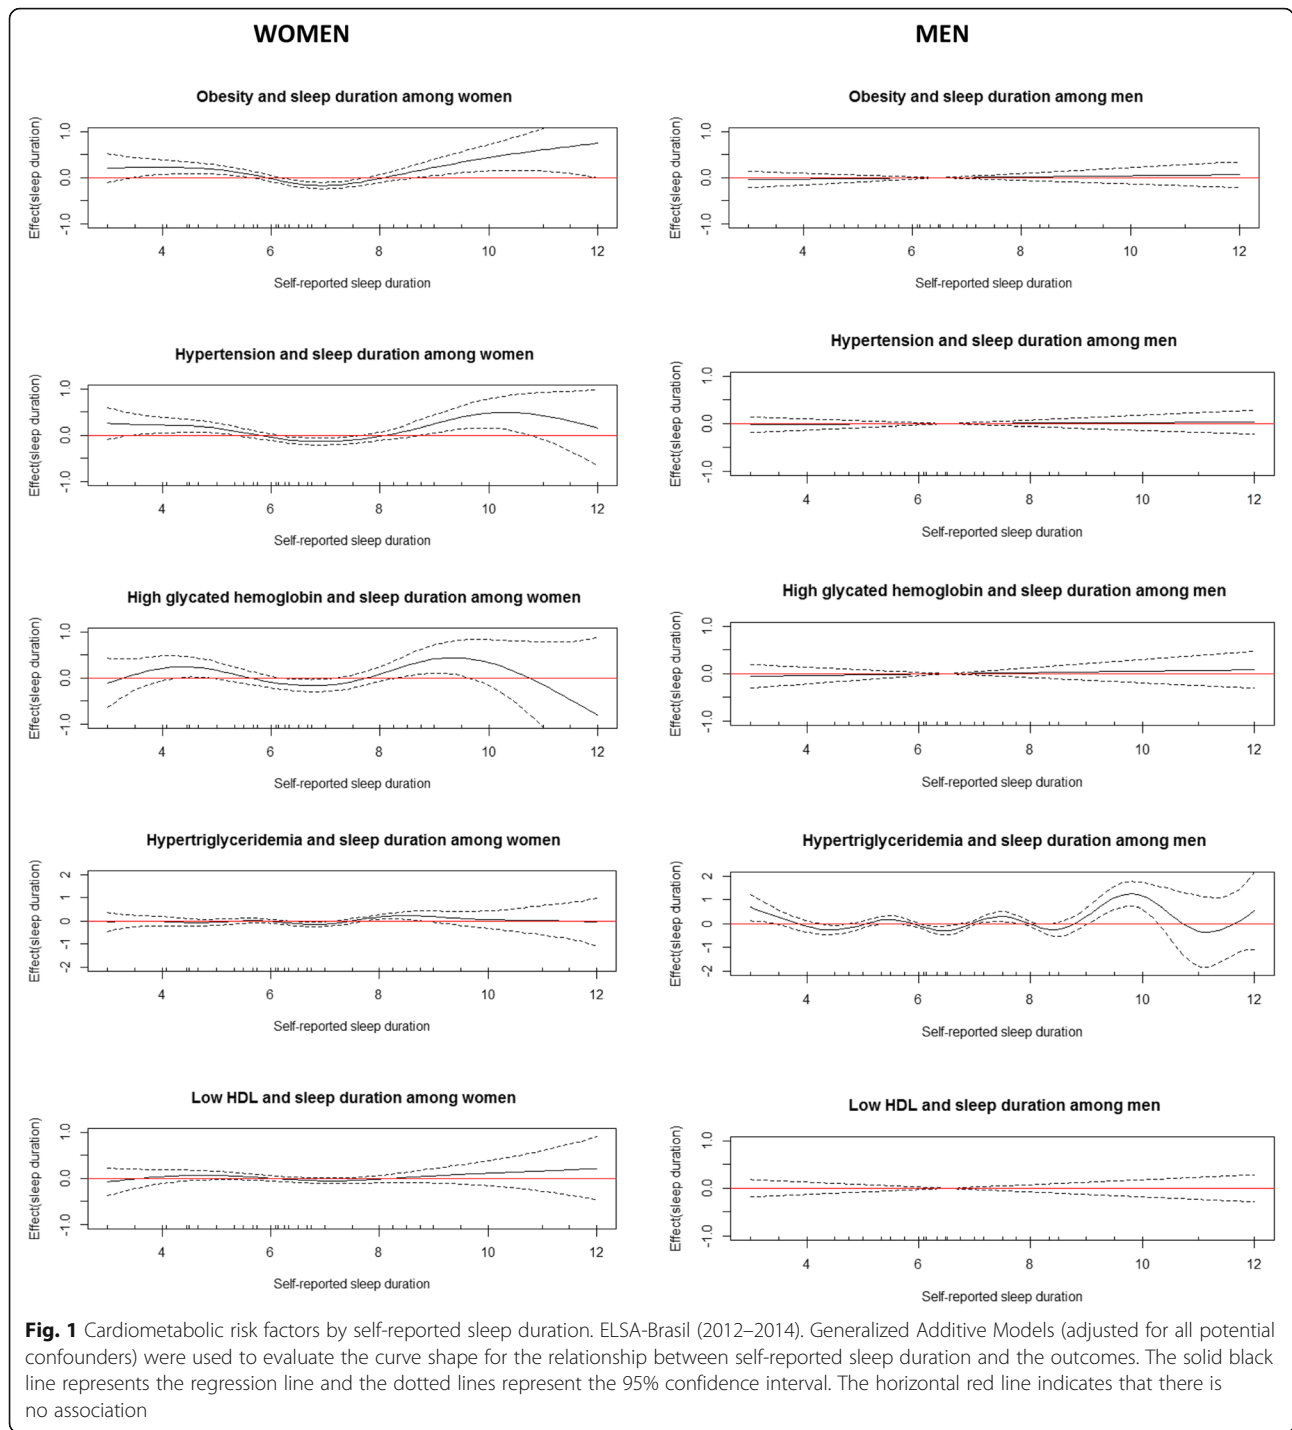 WOMEN
MEN
Obesity and sleep duration among women
Effect(sleep duration)
1.0
0.0
-1.0
4 6 8 10 12
Self-reported sleep duration
Obesity and sleep duration among men
Effect(sleep duration)
1.0
0.0
-1.0
4 6 8 10 12
Self-reported sleep duration
Hypertension and sleep duration among women
Effect(sleep duration)
1.0
0.0
-1.0
4 6 8 10 12
Self-reported sleep duration
Hypertension and sleep duration among men
Effect(sleep duration)
1.0
0.0
-1.0
4 6 8 10 12
Self-reported sleep duration
High glycated hemoglobin and sleep duration among women
Effect(sleep duration)
1.0
0.0
-1.0
4 6 8 10 12
Self-reported sleep duration
High glycated hemoglobin and sleep duration among men
Effect(sleep duration)
1.0
0.0
-1.0
4 6 8 10 12
Self-reported sleep duration
Hypertriglyceridemia and sleep duration among women
Effect(sleep duration)
2
1
0
-1
-2
4 6 8 10 12
Self-reported sleep duration
Hypertriglyceridemia and sleep duration among men
Effect(sleep duration)
2
1
0
-1
-2
4 6 8 10 12
Self-reported sleep duration
Low HDL and sleep duration among women
Effect(sleep duration)
1.0
0.0
-1.0
4 6 8 10 12
Self-reported sleep duration
Low HDL and sleep duration among men
Effect(sleep duration)
1.0
0.0
-1.0
4 6 8 10 12
Self-reported sleep duration
Fig. 1 Cardiometabolic risk factors by self-reported sleep duration. ELSA-Brasil (2012–2014). Generalized Additive Models (adjusted for all potential
confounders) were used to evaluate the curve shape for the relationship between self-reported sleep duration and the outcomes. The solid black
line represents the regression line and the dotted lines represent the 95% confidence interval. The horizontal red line indicates that there is
no association